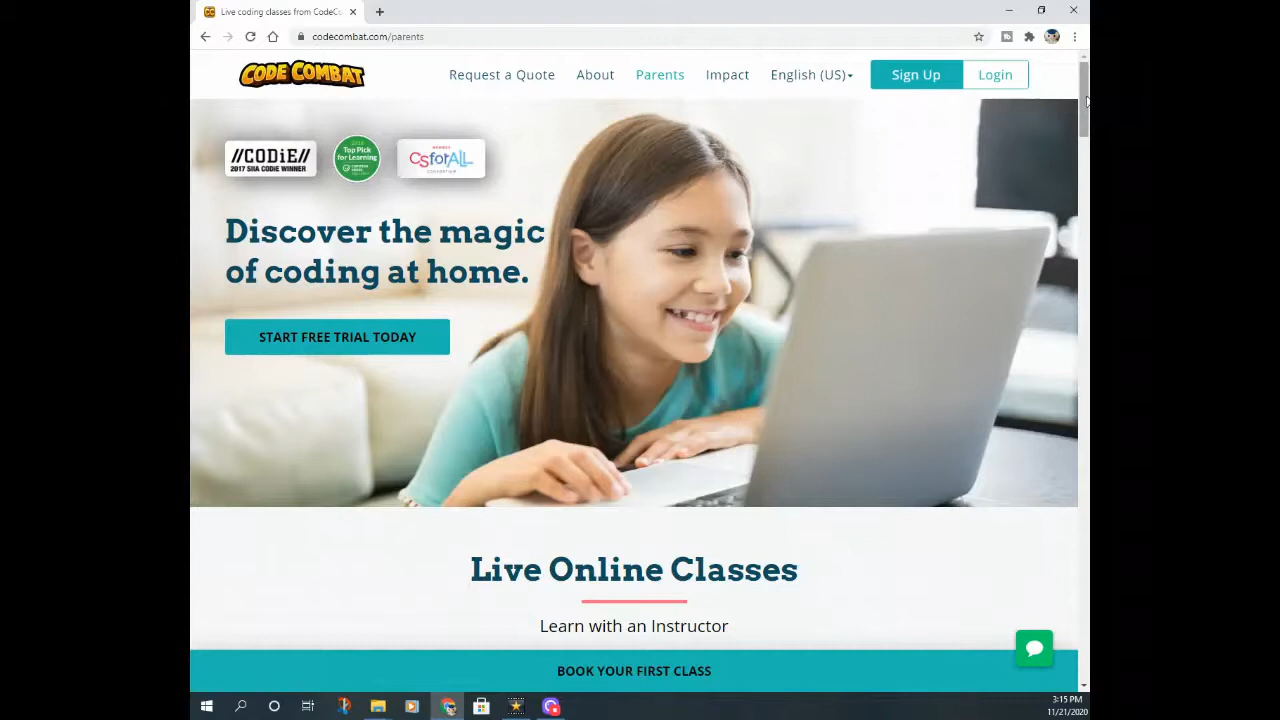 Live coding classes from CodeCo
codecombat.com/parents
CODE COMBAT
Request a Quote About Parents Impact English (US) Sign Up Login
//CODiE//
2017 SIIA CODiE WINNER
Top Pick
for Learning
CSforALL
Discover the magic
of coding at home.
START FREE TRIAL TODAY
Live Online Classes
Learn with an Instructor
BOOK YOUR FIRST CLASS
3:15 PM
11/21/2020